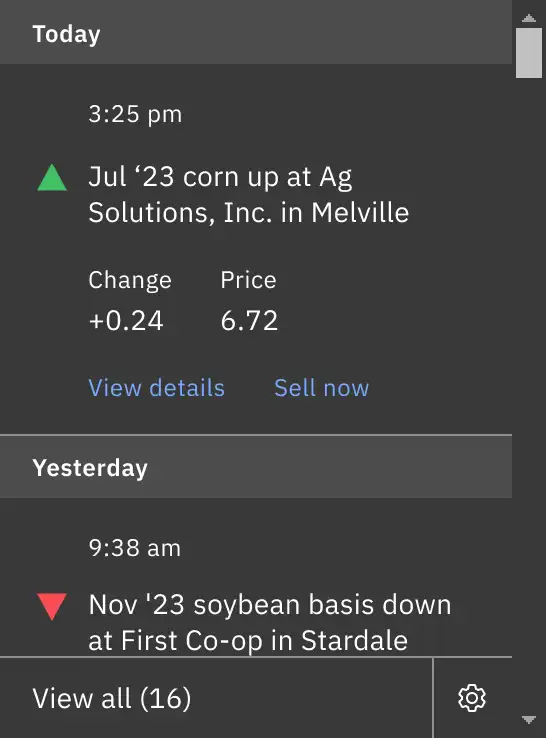 Today
3:25 pm
Jul ‘23 corn up at Ag
Solutions, Inc. in Melville
Change Price
+0.24 6.72
View details Sell now
Yesterday
9:38 am
Nov '23 soybean basis down
at First Co-op in Stardale
View all (16)